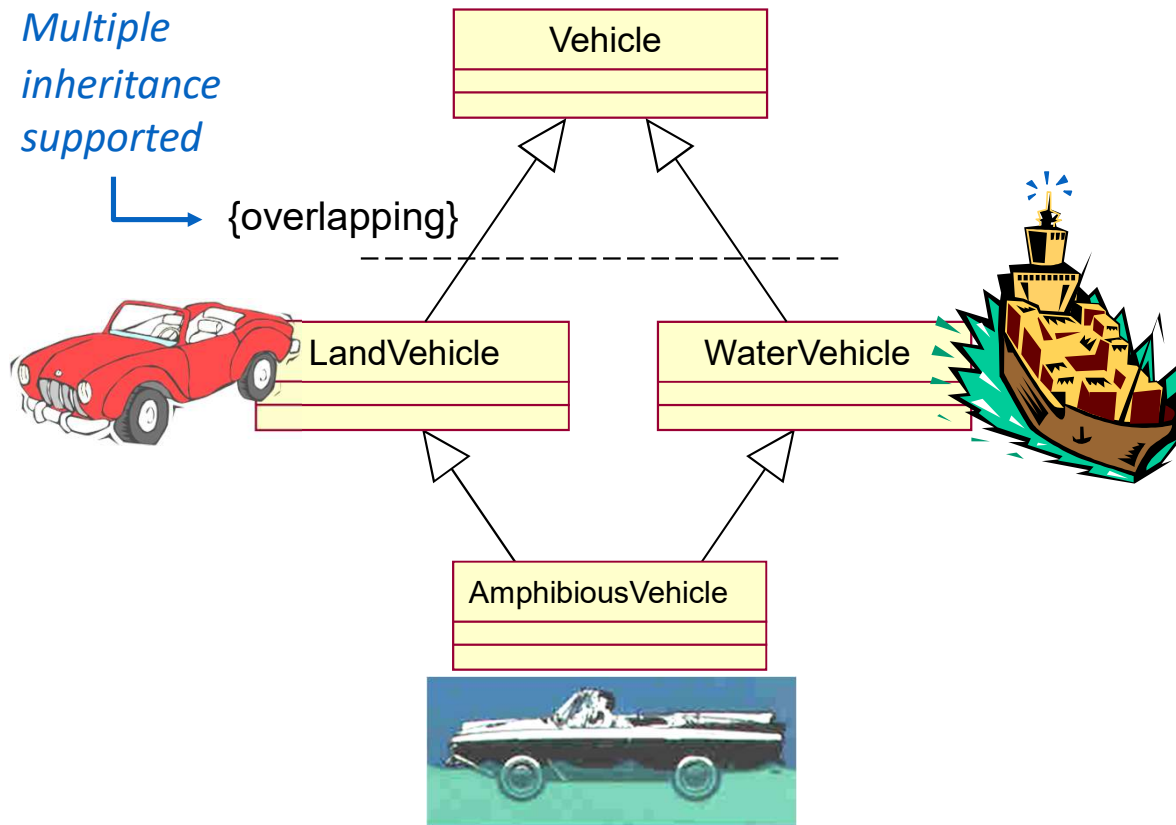 Multiple
inheritance
supported
Vehicle
{overlapping}
LandVehicle
WaterVehicle
AmphibiousVehicle